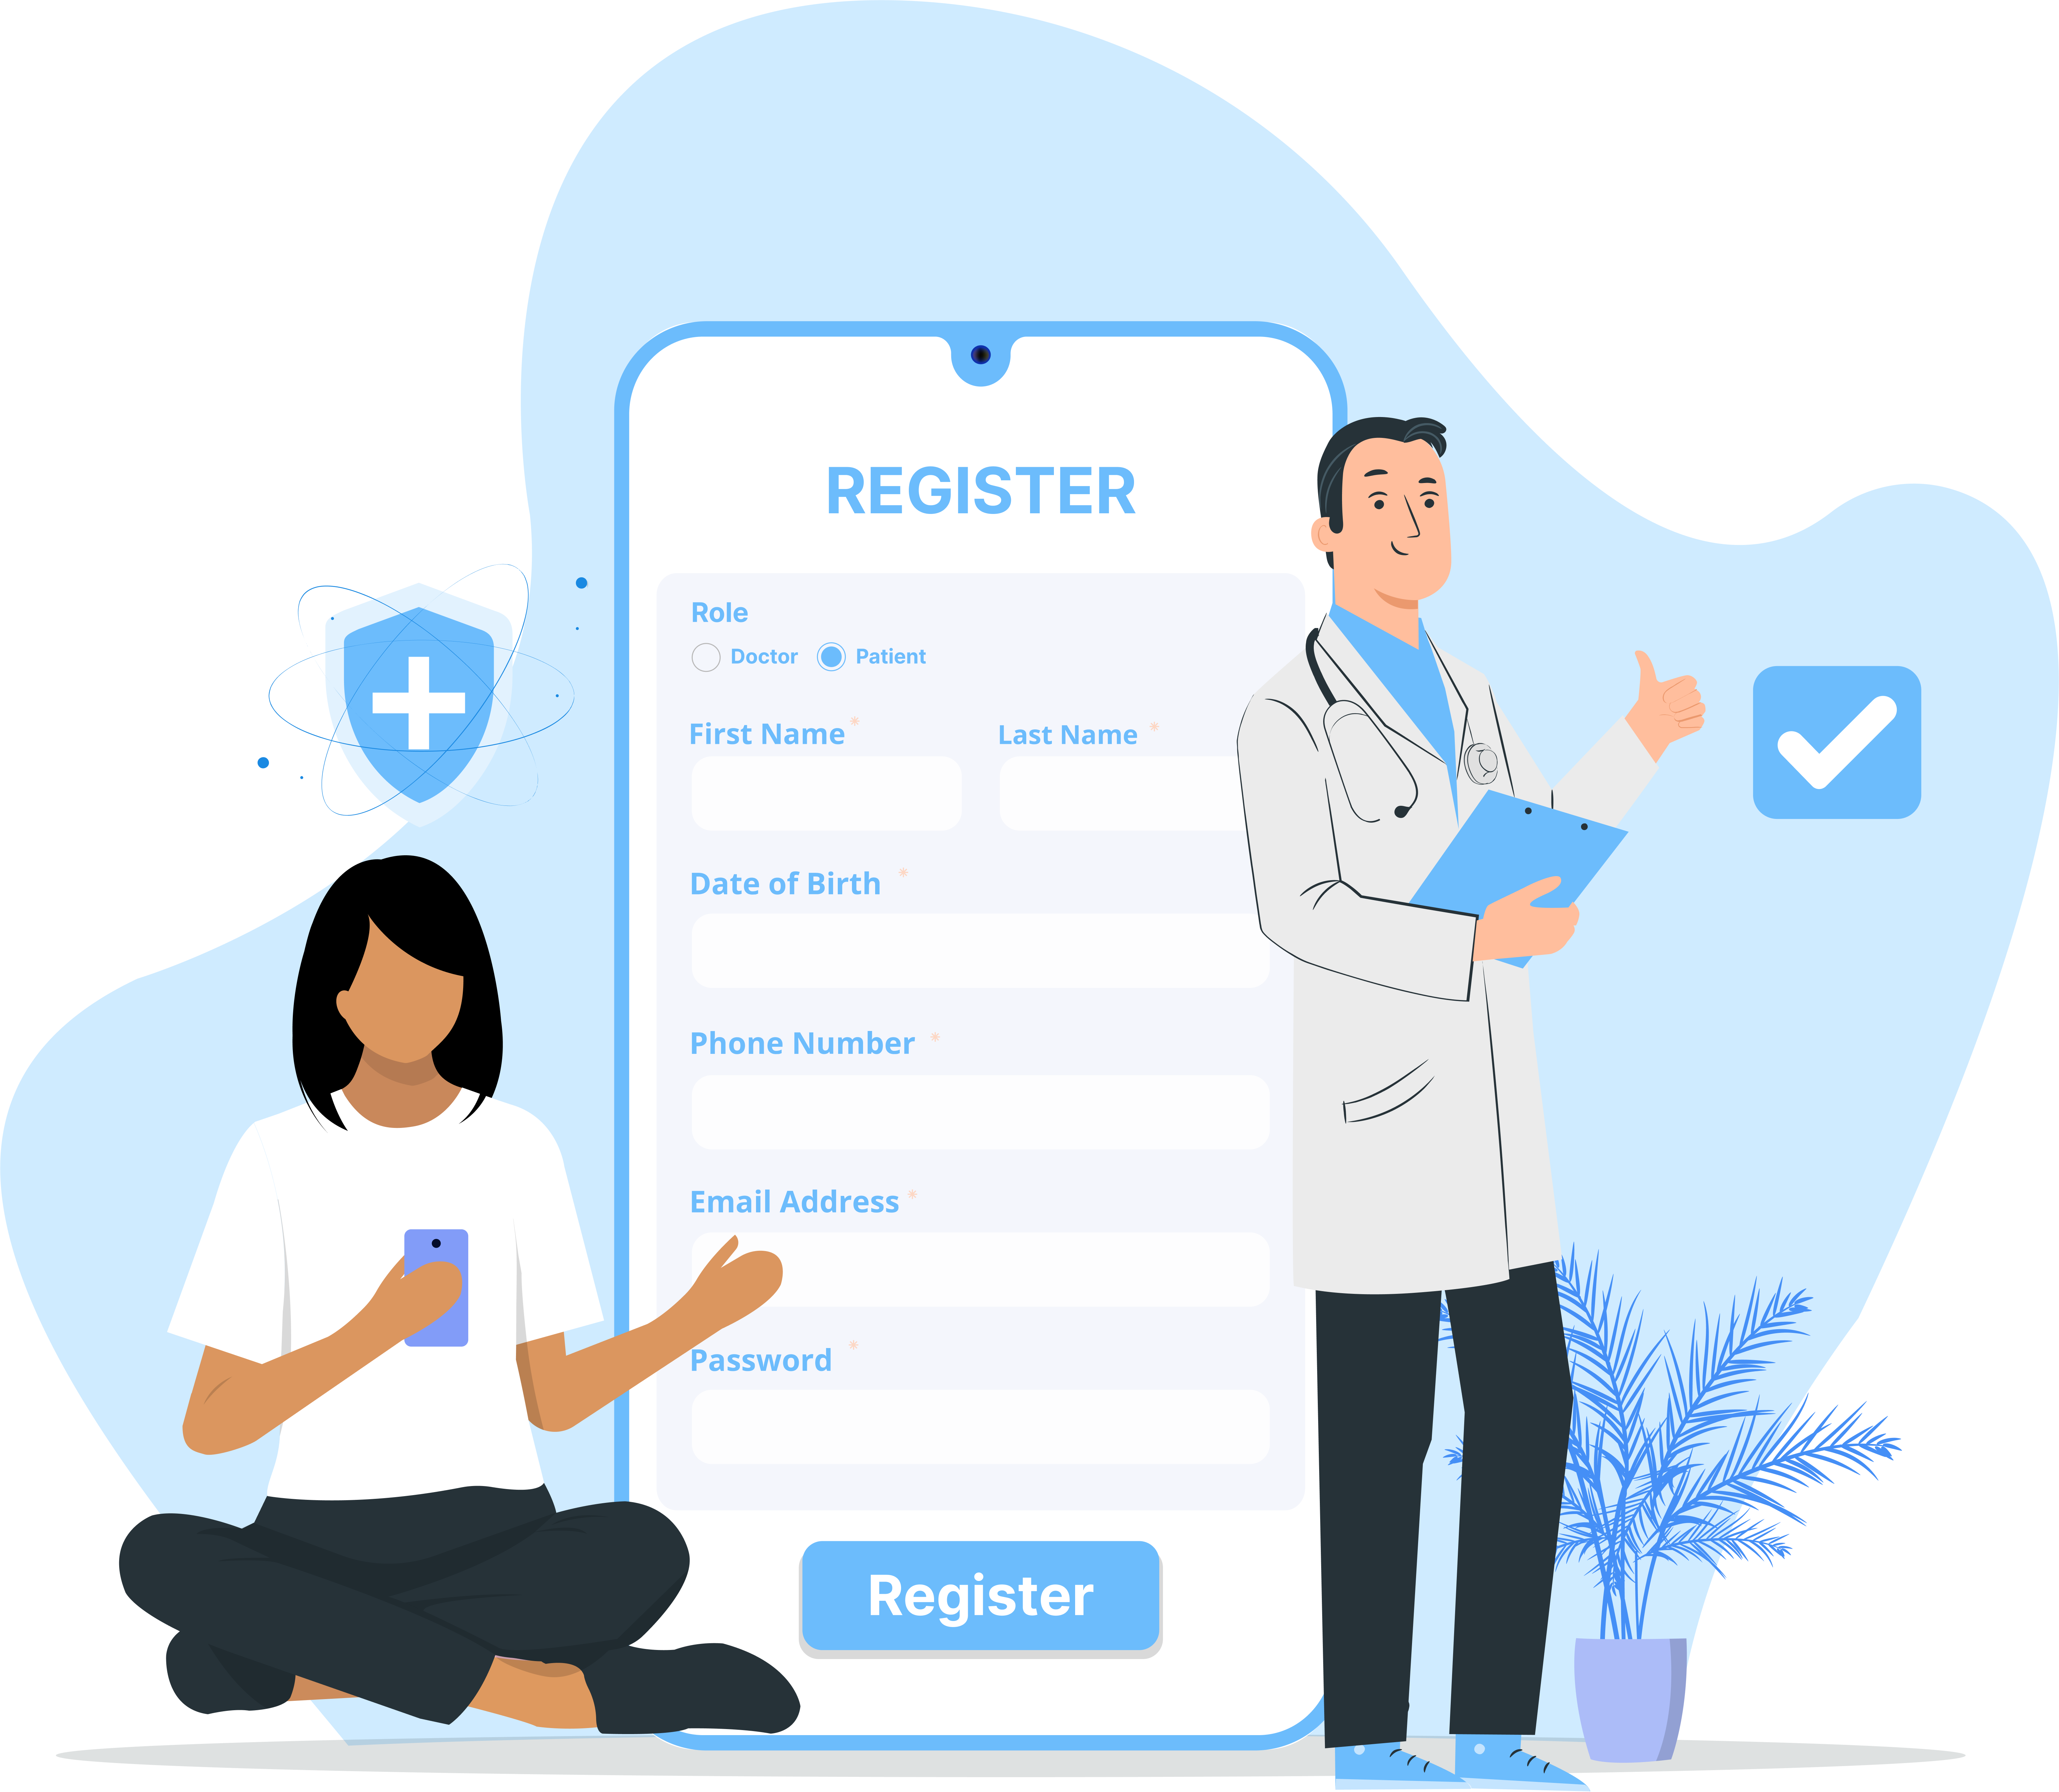 REGISTER
Role
Doctor Patient
First Name * Last Name *
Date of Birth *
Phone Number *
Email Address *
Password *
Register